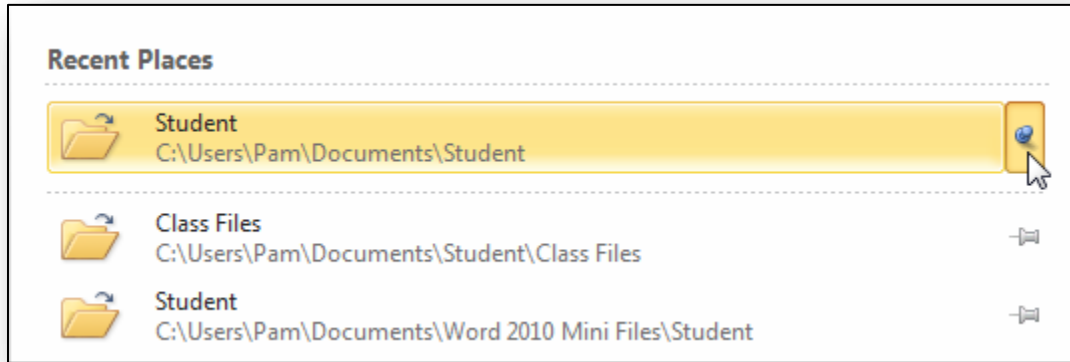 Recent Places
Student
C:\Users\Pam\Documents\Student
Class Files
C:\Users\Pam\Documents\Student\Class Files
Student
C:\Users\Pam\Documents\Word 2010 Mini Files\Student